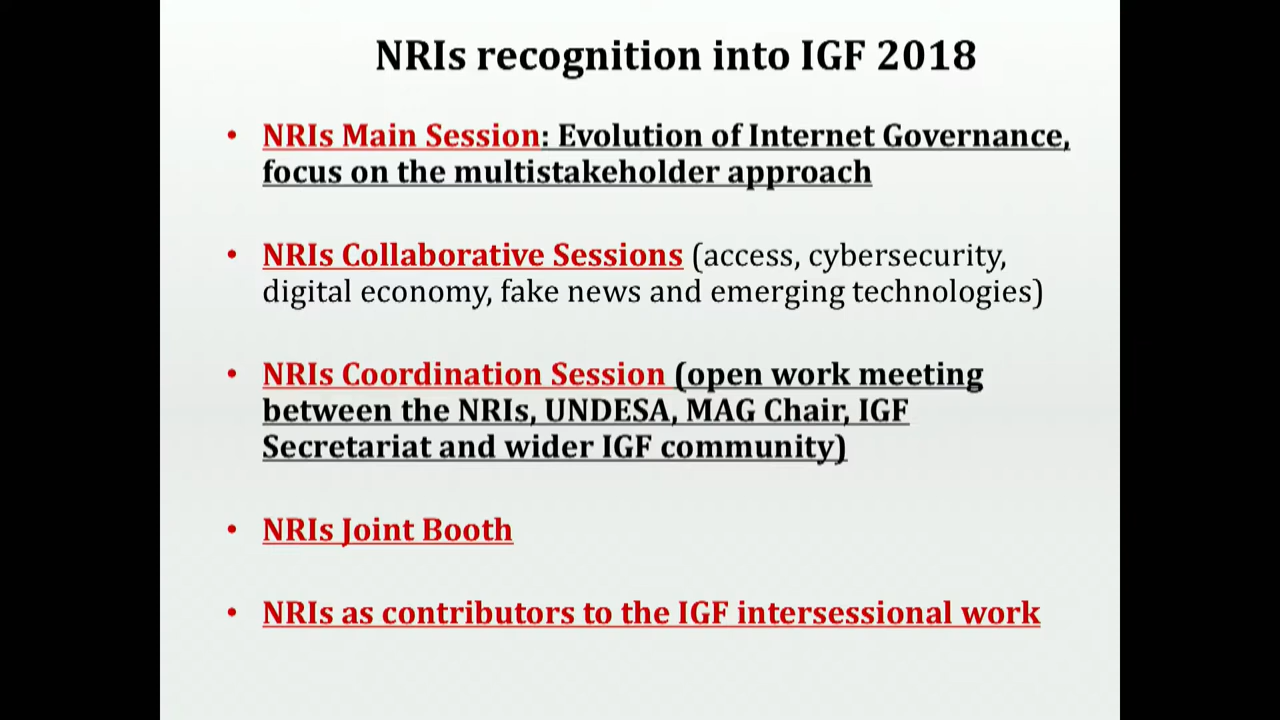 NRIs recognition into IGF 2018
• NRIs Main Session: Evolution of Internet Governance,
focus on the multistakeholder approach
• NRIs Collaborative Sessions (access, cybersecurity,
digital economy, fake news and emerging technologies)
• NRIs Coordination Session (open work meeting
between the NRIs, UNDESA, MAG Chair, IGF
Secretariat and wider IGF community)
• NRIs Joint Booth
• NRIs as contributors to the IGF intersessional work